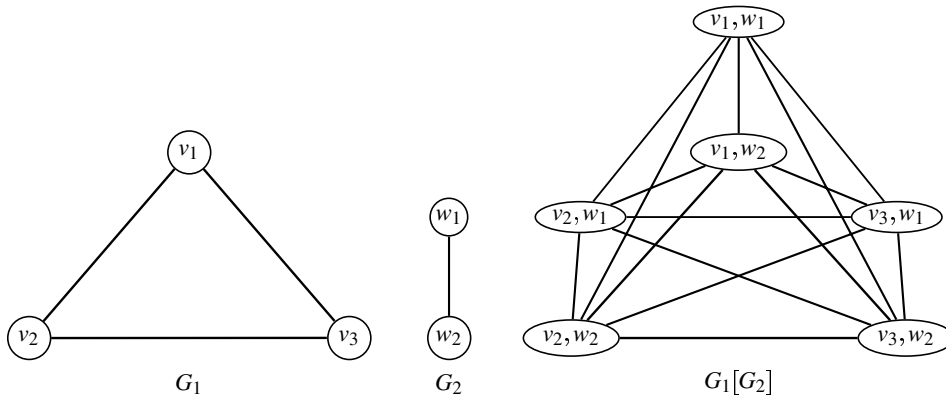 v₁,w₁
v₁
v₁,w₂
w₁
v₂,w₁
v₃,w₁
v₂
v₃
w₂
v₂,w₂
v₃,w₂
G₁
G₂
G₁[G₂]